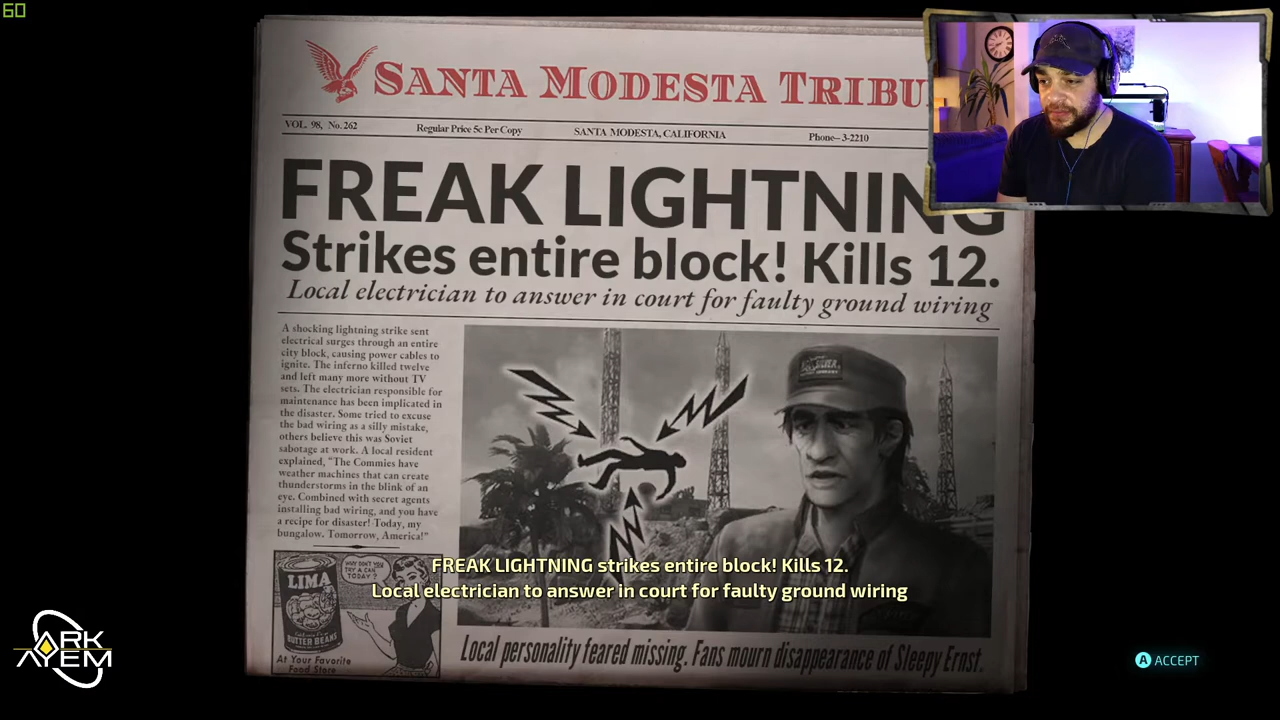 60
SANTA MODESTA TRIBU
VOL. 98, No. 262
Regular Price 5c Per Copy
SANTA MODESTA, CALIFORNIA
Phone–3-2210
FREAK LIGHTNING
Strikes entire block! Kills 12.
Local electrician to answer in court for faulty ground wiring
A shocking lightning strike sent
electrical surges through an entire
city block, causing power cables to
ignite. The inferno killed twelve
and left many more without TV
sets. The electrician responsible for
maintenance has been implicated in
the disaster. Some tried to excuse
the bad wiring as a silly mistake,
others believe this was Soviet
sabotage at work. A local resident
explained, “The Commies have
weather machines that can create
thunderstorms in the blink of an
eye. Combined with secret agents
installing bad wiring, and you have
a recipe for disaster! Today, my
bungalow. Tomorrow, America!”
LIMA
BUTTER BEANS
WHY DON'T YOU
TRY A CAN
TODAY?
At Your Favorite
Food Store
FREAK LIGHTNING strikes entire block! Kills 12.
Local electrician to answer in court for faulty ground wiring
Local personality feared missing. Fans mourn disappearance of Sleepy Ernst.
ARK
AYEM
A ACCEPT